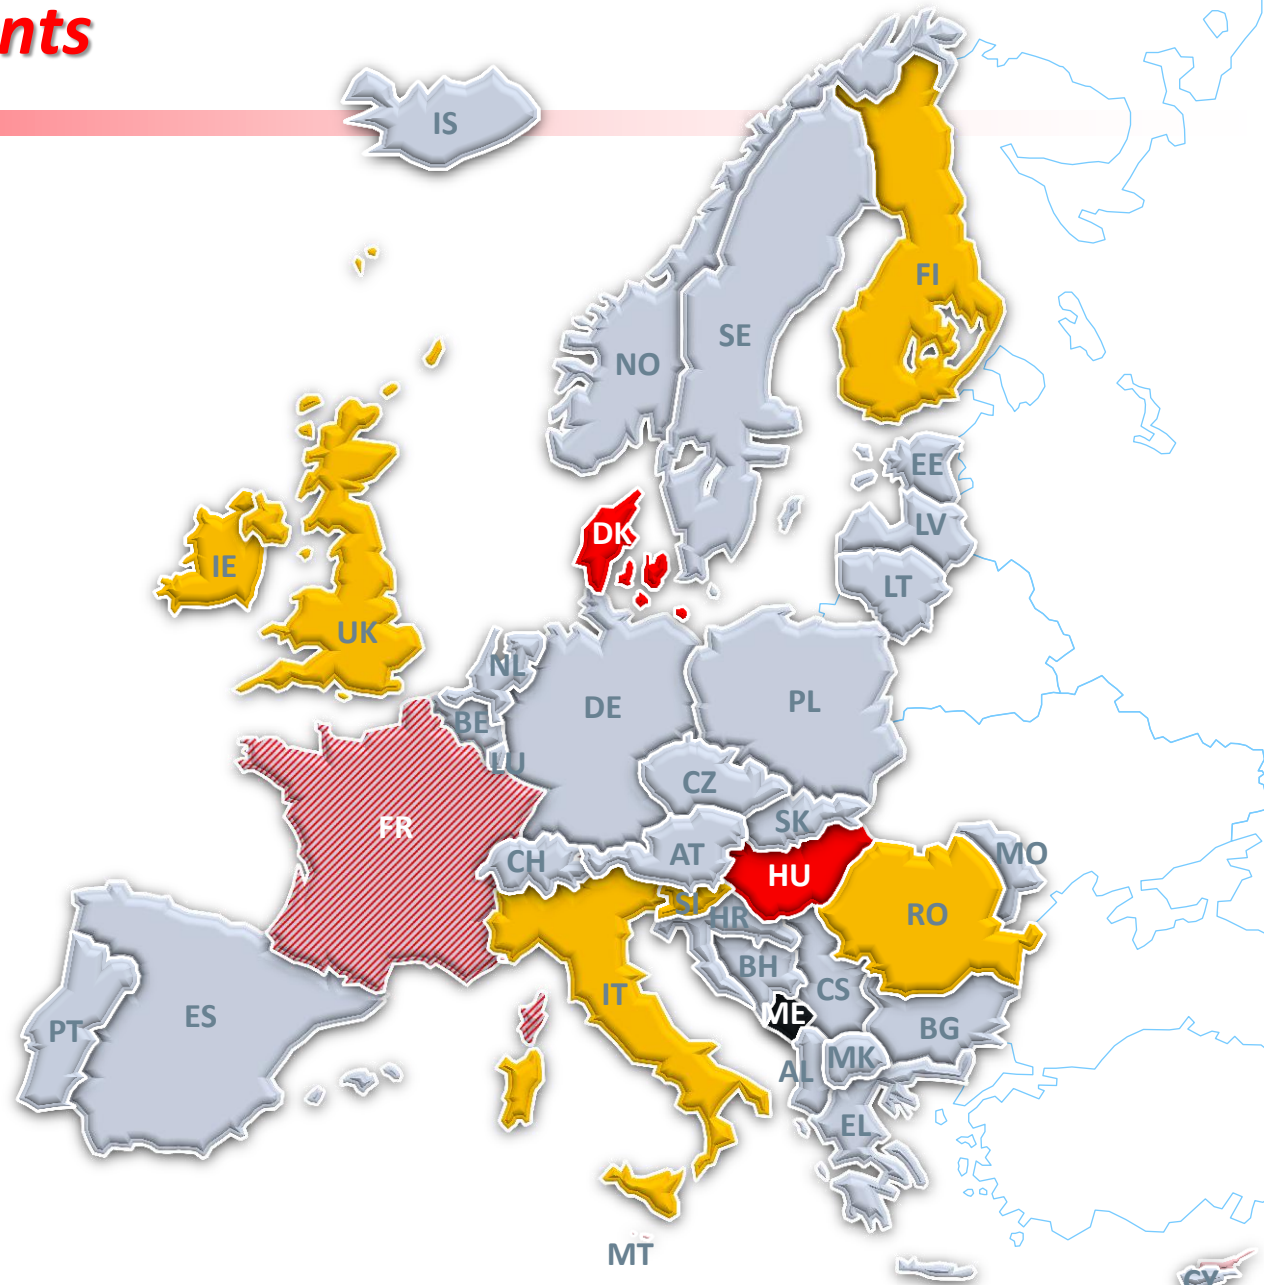 nts
IS
FI
SE
NO
EE
LV
DK
IE
LT
UK
NL
PL
DE
BE
LU
CZ
SK
FR
AT
MO
CH
HU
SI
RO
HR
BH
CS
IT
ME
ES
BG
PT
MK
AL
EL
MT
CY